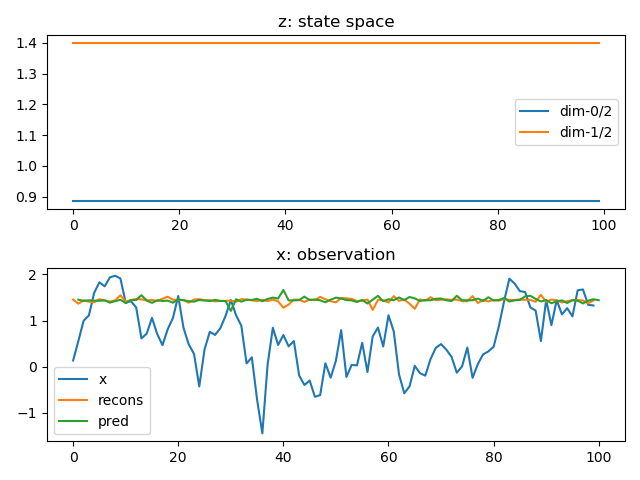 z: state space
1.4
1.3
1.2
1.1
1.0
0.9
dim-0/2
dim-1/2
0 20 40 60 80 100
x: observation
2
1
0
−1
x
recons
pred
0 20 40 60 80 100